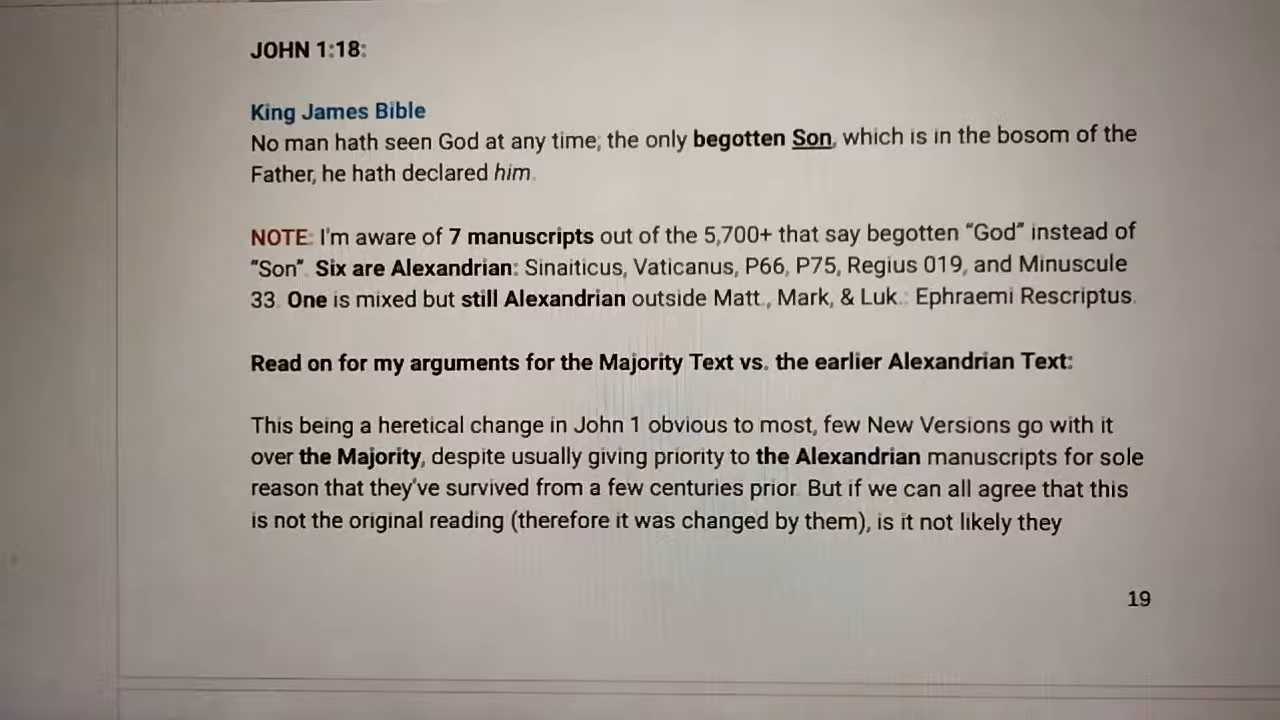 JOHN 1:18:
King James Bible
No man hath seen God at any time; the only begotten Son, which is in the bosom of the
Father, he hath declared him.
NOTE: I'm aware of 7 manuscripts out of the 5,700+ that say begotten “God” instead of
“Son”. Six are Alexandrian: Sinaiticus, Vaticanus, P66, P75, Regius 019, and Minuscule
33. One is mixed but still Alexandrian outside Matt., Mark, & Luk.: Ephraemi Rescriptus.
Read on for my arguments for the Majority Text vs. the earlier Alexandrian Text:
This being a heretical change in John 1 obvious to most, few New Versions go with it
over the Majority, despite usually giving priority to the Alexandrian manuscripts for sole
reason that they've survived from a few centuries prior. But if we can all agree that this
is not the original reading (therefore it was changed by them), is it not likely they
19